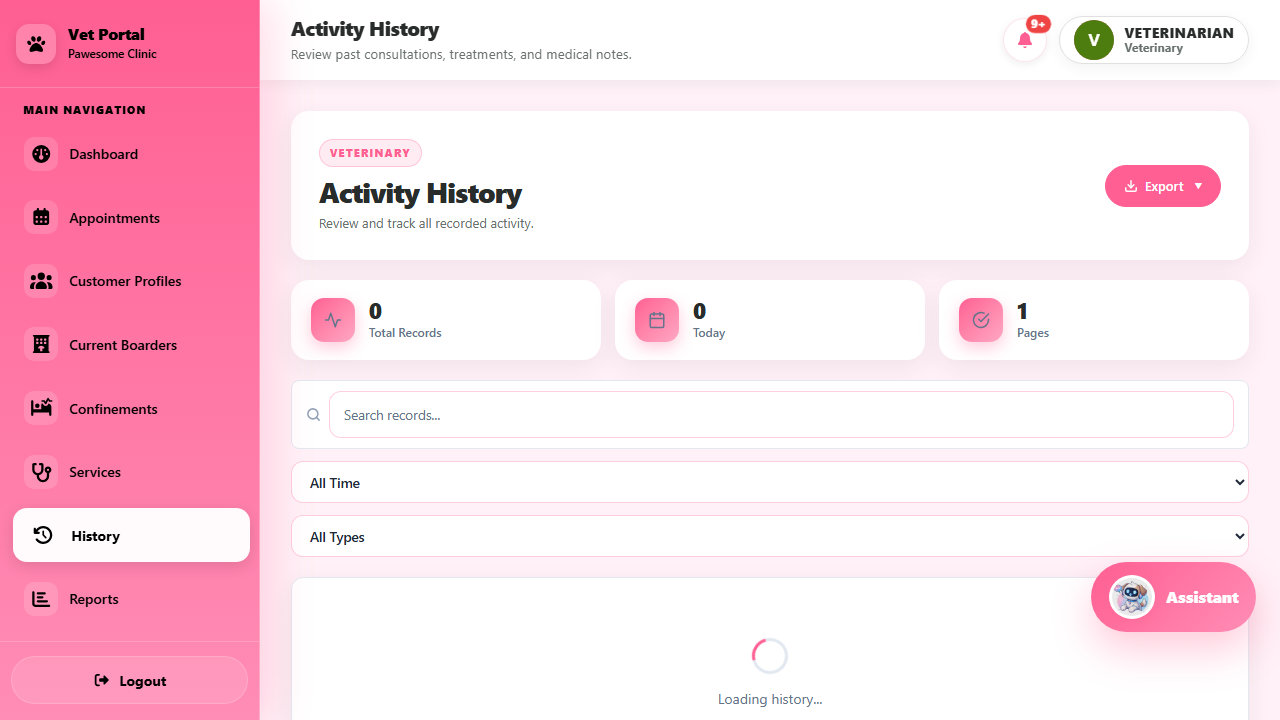 Vet Portal
Pawesome Clinic
MAIN NAVIGATION
Dashboard
Appointments
Customer Profiles
Current Boarders
Confinements
Services
History
Reports
Logout
Activity History
Review past consultations, treatments, and medical notes.
9+
V
VETERINARIAN
Veterinary
VETERINARY
Activity History
Review and track all recorded activity.
Export
0
Total Records
0
Today
1
Pages
Search records...
All Time
All Types
Assistant
Loading history...